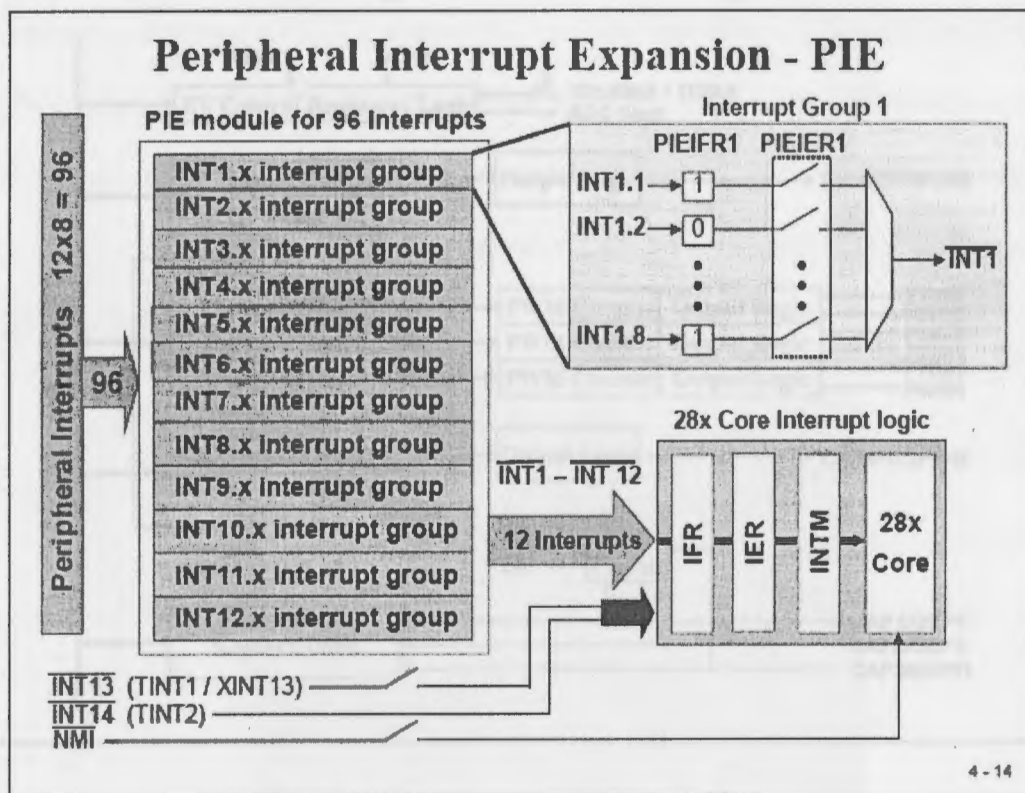 Peripheral Interrupt Expansion - PIE
Peripheral Interrupts 12x8 = 96
96
PIE module for 96 Interrupts
INT1.x interrupt group
INT2.x interrupt group
INT3.x interrupt group
INT4.x interrupt group
INT5.x interrupt group
INT6.x interrupt group
INT7.x interrupt group
INT8.x interrupt group
INT9.x interrupt group
INT10.x interrupt group
INT11.x interrupt group
INT12.x interrupt group
Interrupt Group 1
PIEIFR1 PIEIER1
INT1.1 1
INT1.2 0
INT1.8 1
INT1
28x Core Interrupt logic
INT1 – INT 12
12 Interrupts
IFR
IER
INTM
28x
Core
INT13 (TINT1 / XINT13)
INT14 (TINT2)
NMI
4 - 14